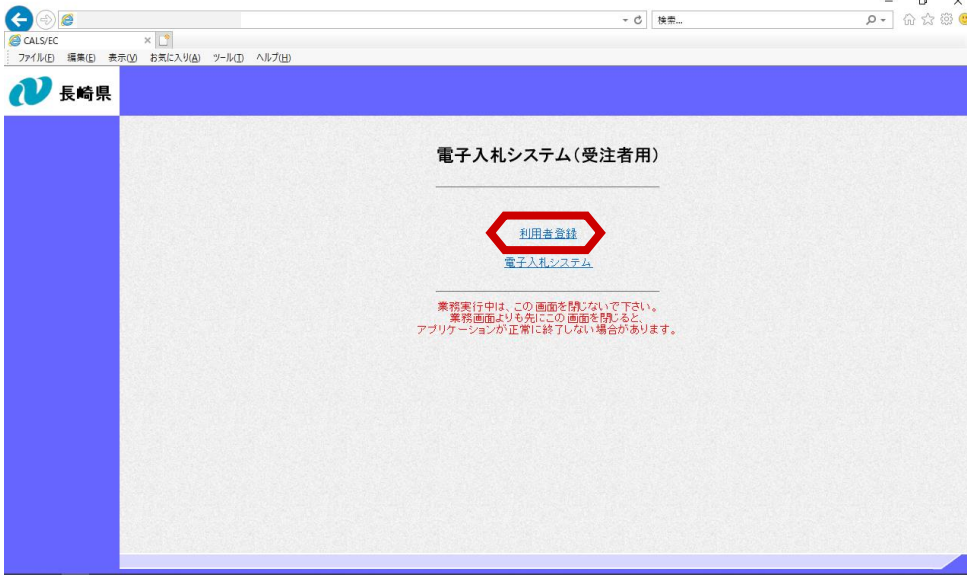 検索...
CALS/EC
ファイル(F) 編集(E) 表示(V) お気に入り(A) ツール(T) ヘルプ(H)
長崎県
電子入札システム(受注者用)
利用者登録
電子入札システム
業務実行中は、この画面を閉じないで下さい。
業務画面よりも先にこの画面を閉じると、
アプリケーションが正常に終了しない場合があります。